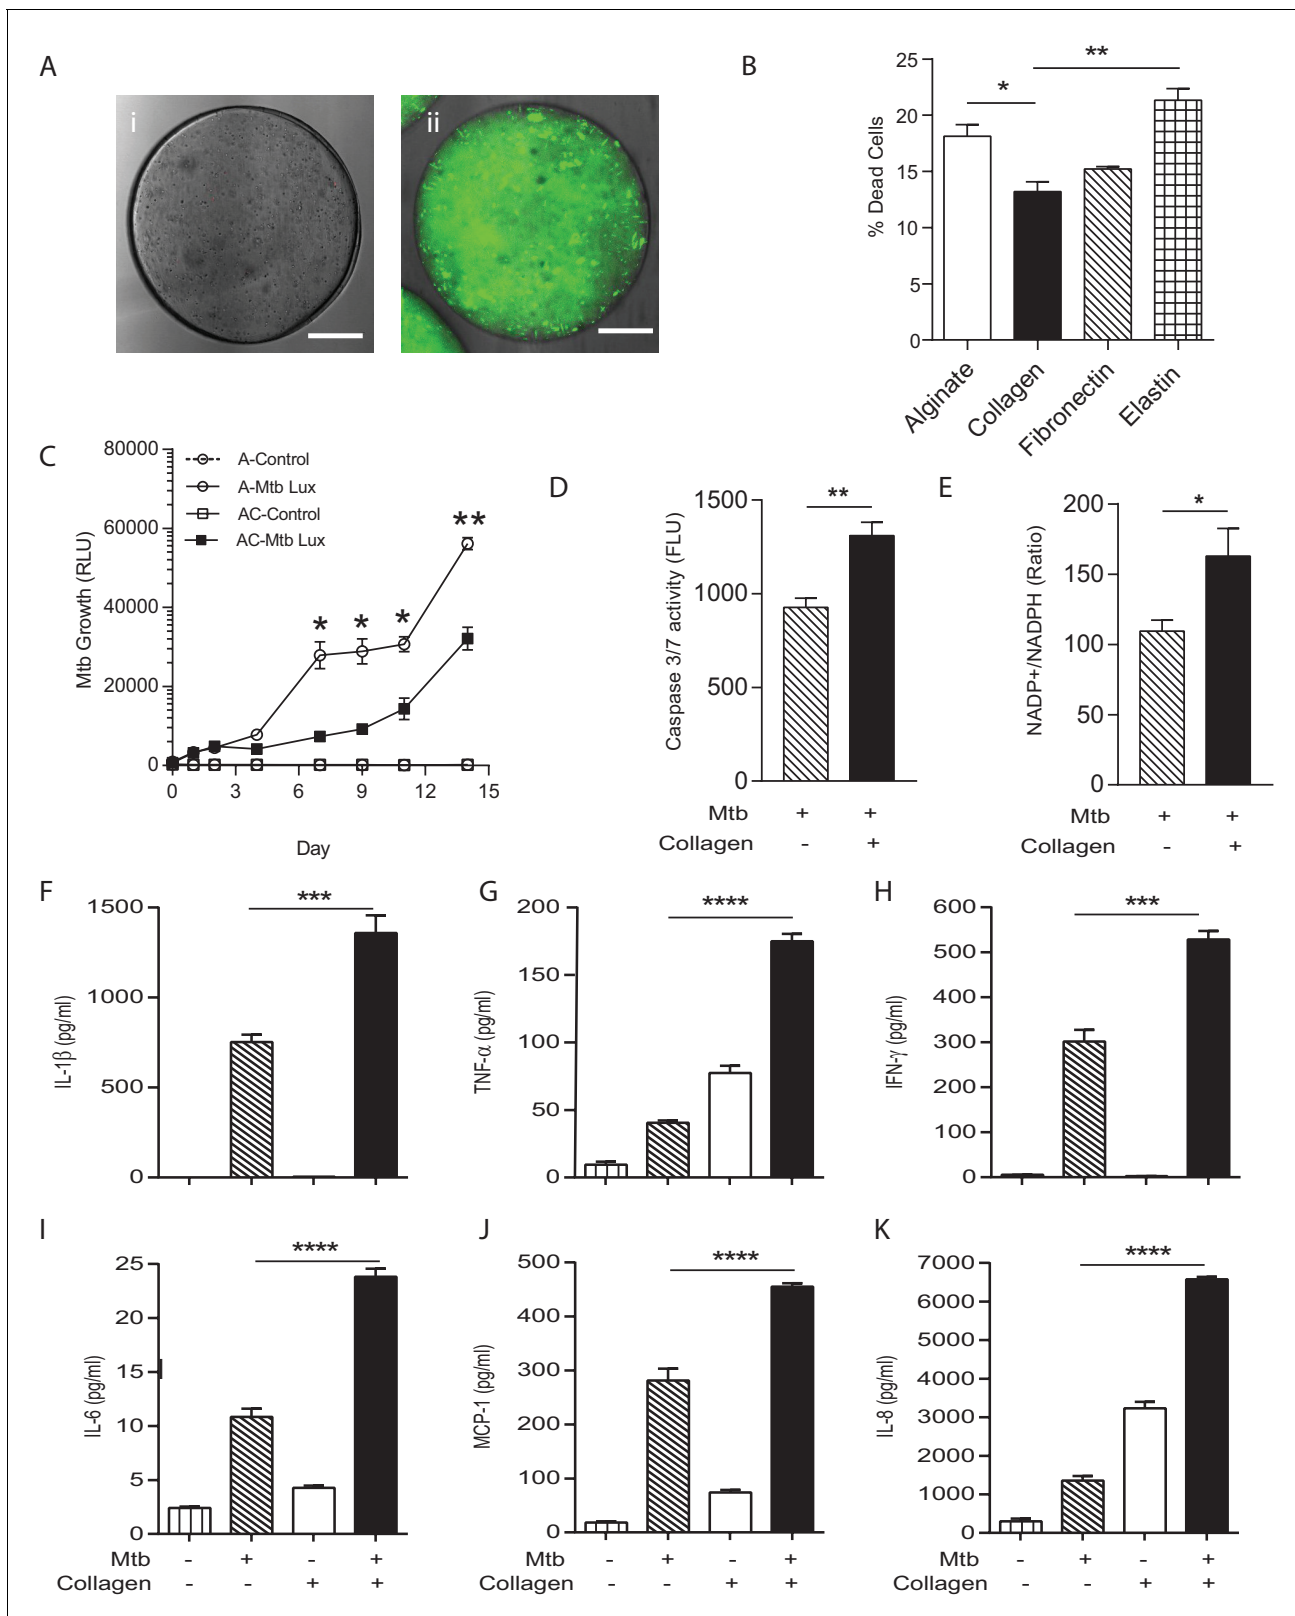 A
i
ii
B
25
20
15
10
5
0
% Dead Cells
*
**
Alginate
Collagen
Fibronectin
Elastin
C
80000
60000
40000
20000
0
Mtb Growth (RLU)
A-Control
A-Mtb Lux
AC-Control
AC-Mtb Lux
*
*
*
**
0 3 6 9 12 15
Day
D
1500
1000
500
0
Caspase 3/7 activity (FLU)
**
Mtb + +
Collagen - +
E
200
150
100
50
0
NADP+/NADPH (Ratio)
*
Mtb + +
Collagen - +
F
1500
1000
500
0
IL-1β (pg/ml)
***
G
200
150
100
50
0
TNF-α (pg/ml)
****
H
600
500
400
300
200
100
0
IFN-γ (pg/ml)
***
I
25
20
15
10
5
0
IL-6 (pg/ml)
****
Mtb - + - +
Collagen - - + +
J
500
400
300
200
100
0
MCP-1 (pg/ml)
****
Mtb - + - +
Collagen - - + +
K
7000
6000
5000
4000
3000
2000
1000
0
IL-8 (pg/ml)
****
Mtb - + - +
Collagen - - + +